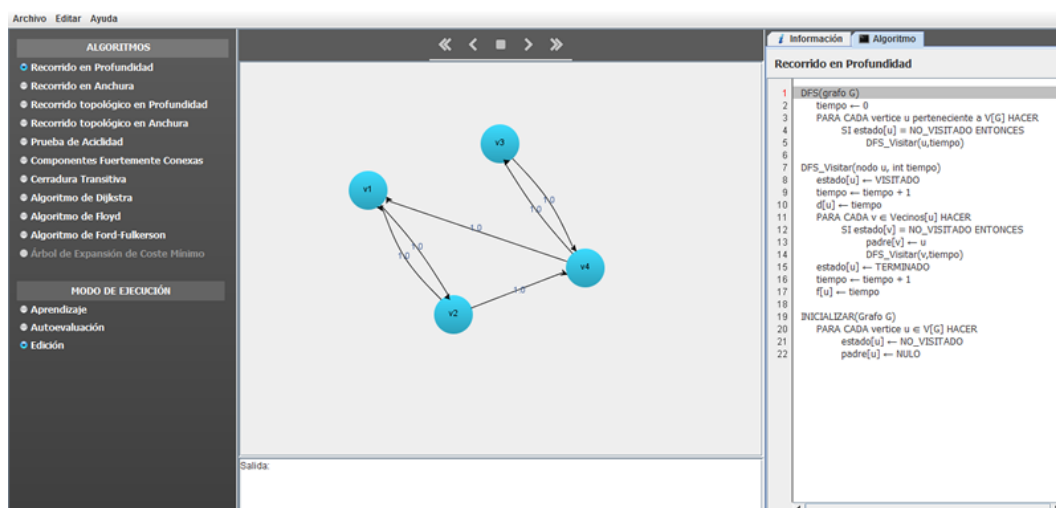 Archivo Editar Ayuda
ALGORITMOS
Recorrido en Profundidad
Recorrido en Anchura
Recorrido topológico en Profundidad
Recorrido topológico en Anchura
Prueba de Aciclidad
Componentes Fuertemente Conexas
Cerradura Transitiva
Algoritmo de Dijkstra
Algoritmo de Floyd
Algoritmo de Ford-Fulkerson
Árbol de Expansión de Coste Mínimo
MODO DE EJECUCIÓN
Aprendizaje
Autoevaluación
Edición
v3
v1
1.0
1.0
1.0
1.0
1.0
v4
1.0
v2
Salida:
Información Algoritmo
Recorrido en Profundidad
1 DFS(grafo G)
2 tiempo ← 0
3 PARA CADA vertice u perteneciente a V[G] HACER
4 SI estado[u] = NO_VISITADO ENTONCES
5 DFS_Visitar(u,tiempo)
6
7 DFS_Visitar(nodo u, int tiempo)
8 estado[u] ← VISITADO
9 tiempo ← tiempo + 1
10 d[u] ← tiempo
11 PARA CADA v ∈ Vecinos[u] HACER
12 SI estado[v] = NO_VISITADO ENTONCES
13 padre[v] ← u
14 DFS_Visitar(v,tiempo)
15 estado[u] ← TERMINADO
16 tiempo ← tiempo + 1
17 f[u] ← tiempo
18
19 INICIALIZAR(Grafo G)
20 PARA CADA vertice u ∈ V[G] HACER
21 estado[u] ← NO_VISITADO
22 padre[u] ← NULO